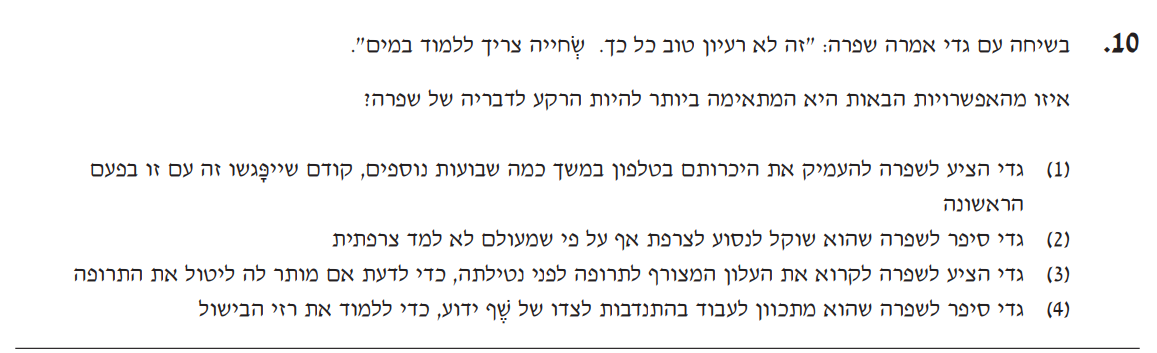 10. בשיחה עם גדי אמרה שפרה: "זה לא רעיון טוב כל כך. שְׂחייה צריך ללמוד במים".
איזו מהאפשרויות הבאות היא המתאימה ביותר להיות הרקע לדבריה של שפרה?
(1) גדי הציע לשפרה להעמיק את היכרותם בטלפון במשך כמה שבועות נוספים, קודם שייפָּגשו זה עם זו בפעם
הראשונה
(2) גדי סיפר לשפרה שהוא שוקל לנסוע לצרפת אף על פי שמעולם לא למד צרפתית
(3) גדי הציע לשפרה לקרוא את העלון המצורף לתרופה לפני נטילתה, כדי לדעת אם מותר לה ליטול את התרופה
(4) גדי סיפר לשפרה שהוא מתכוון לעבוד בהתנדבות לצדו של שֶׁף ידוע, כדי ללמוד את רזי הבישול